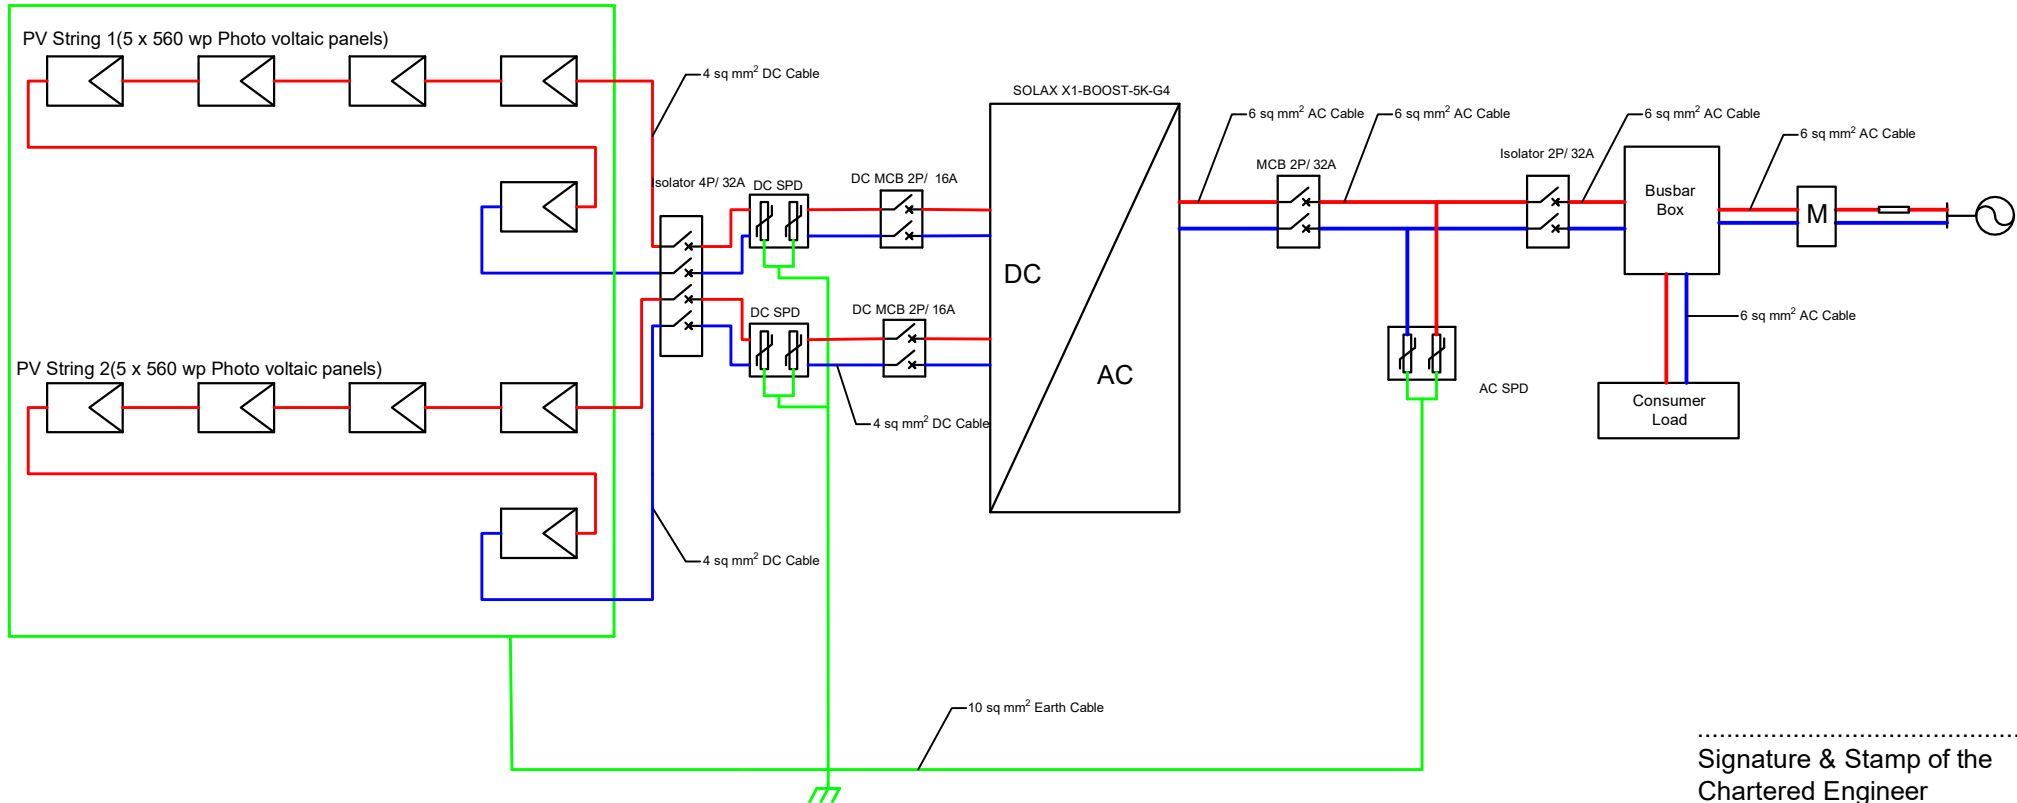 PV String 1(5 x 560 wp Photo voltaic panels)
4 sq mm² DC Cable
SOLAX X1-BOOST-5K-G4
6 sq mm² AC Cable
6 sq mm² AC Cable
6 sq mm² AC Cable
6 sq mm² AC Cable
Isolator 4P/ 32A
DC SPD
DC MCB 2P/ 16A
MCB 2P/ 32A
Isolator 2P/ 32A
Busbar
Box
M
DC
DC SPD
DC MCB 2P/ 16A
6 sq mm² AC Cable
PV String 2(5 x 560 wp Photo voltaic panels)
AC
AC SPD
Consumer
Load
4 sq mm² DC Cable
4 sq mm² DC Cable
10 sq mm² Earth Cable
............................................
Signature & Stamp of the
Chartered Engineer